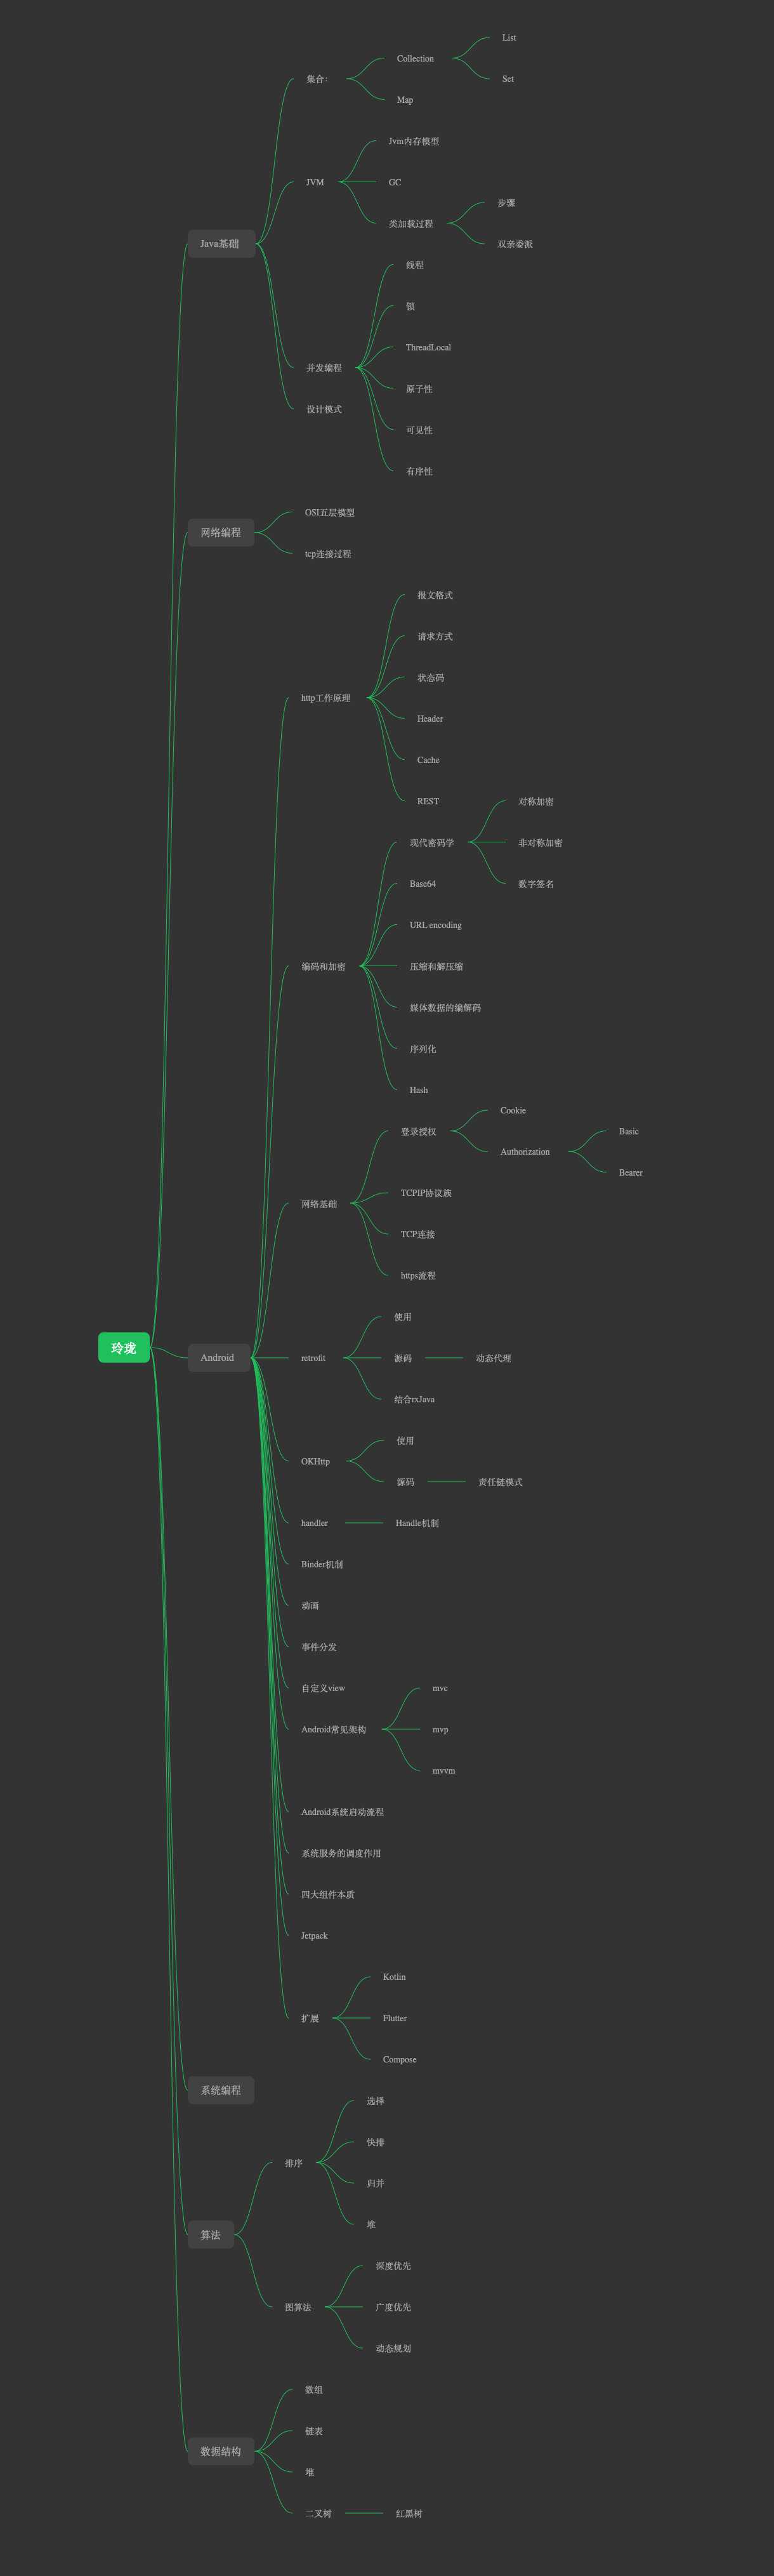 List
Collection
集合：
Set
Map
Jvm内存模型
JVM
GC
步骤
类加载过程
Java基础
双亲委派
线程
锁
ThreadLocal
并发编程
原子性
设计模式
可见性
有序性
OSI五层模型
网络编程
tcp连接过程
报文格式
请求方式
状态码
http工作原理
Header
Cache
REST
对称加密
现代密码学
非对称加密
Base64
数字签名
URL encoding
编码和加密
压缩和解压缩
媒体数据的编解码
序列化
Hash
Cookie
登录授权
Basic
Authorization
Bearer
TCPIP协议族
网络基础
TCP连接
https流程
使用
玲珑
Android
retrofit
源码
动态代理
结合rxJava
使用
OKHttp
源码
责任链模式
handler
Handle机制
Binder机制
动画
事件分发
自定义view
mvc
Android常见架构
mvp
mvvm
Android系统启动流程
系统服务的调度作用
四大组件本质
Jetpack
Kotlin
扩展
Flutter
Compose
系统编程
选择
快排
排序
归并
堆
算法
深度优先
图算法
广度优先
动态规划
数组
链表
数据结构
堆
二叉树
红黑树